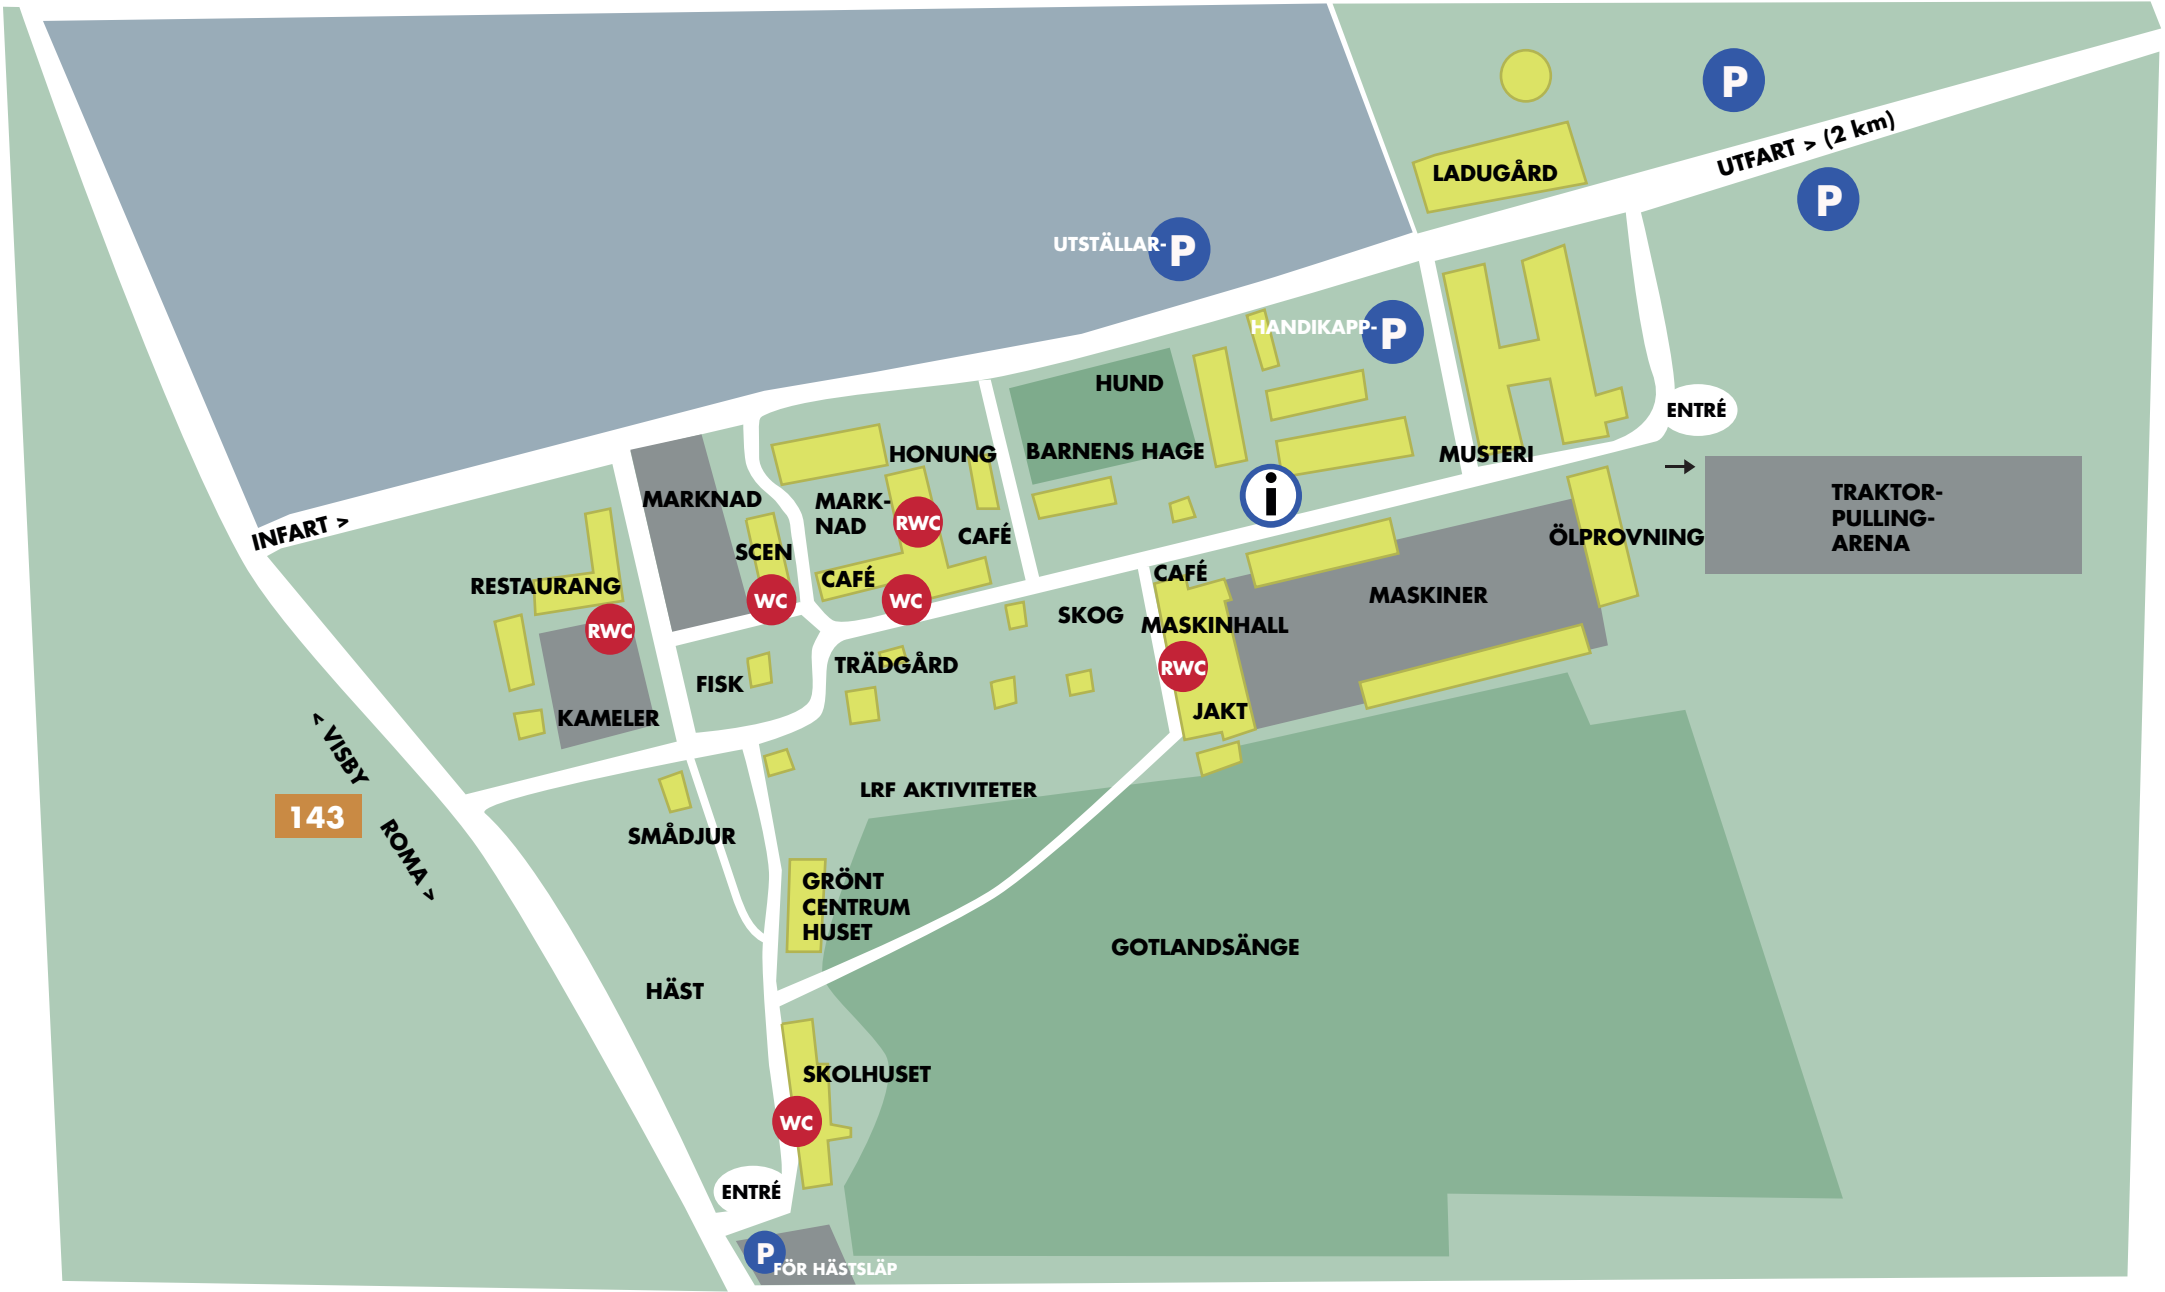 P
UTFART > (2 km)
LADUGÅRD
P
UTSTÄLLAR-P
HANDIKAPP-P
HUND
BARNENS HAGE
ENTRÉ
MUSTERI
HONUNG
MARKNAD
MARK-
NAD
RWC
CAFÉ
i
→
TRAKTOR-
PULLING-
ARENA
INFART >
SCEN
ÖLPROVNING
RESTAURANG
CAFÉ
WC
WC
CAFÉ
MASKINER
RWC
SKOG
MASKINHALL
FISK
TRÄDGÅRD
RWC
KAMELER
JAKT
< VISBY
143
ROMA >
LRF AKTIVITETER
SMÅDJUR
GRÖNT
CENTRUM
HUSET
GOTLANDSÄNGE
HÄST
SKOLHUSET
WC
ENTRÉ
P
FÖR HÄSTSLÄP